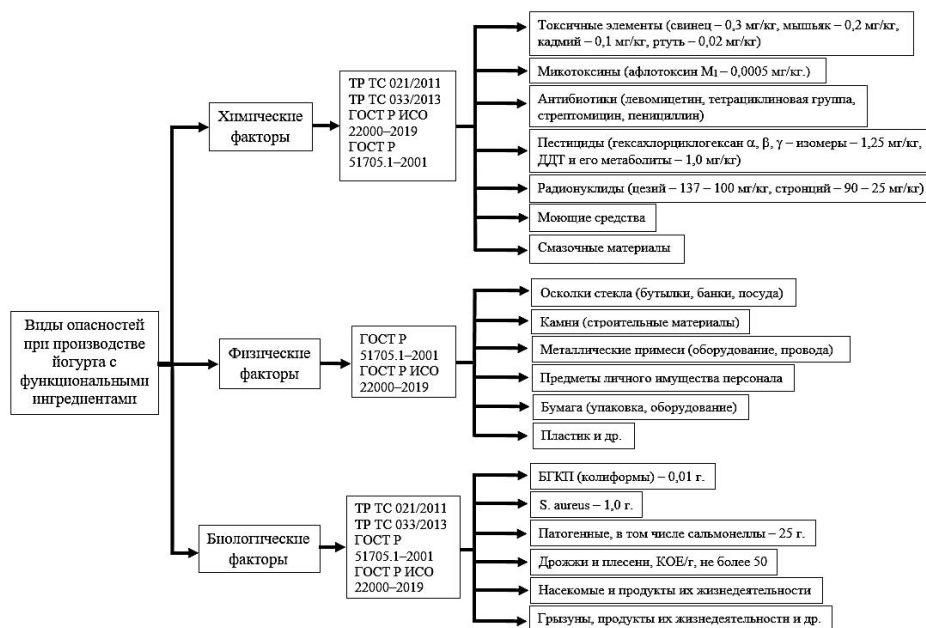 Виды опасностей
при производстве
йогурта с
функциональными
ингредиентами
Химические
факторы
ТР ТС 021/2011
ТР ТС 033/2013
ГОСТ Р ИСО
22000–2019
ГОСТ Р
51705.1–2001
Токсичные элементы (свинец – 0,3 мг/кг, мышьяк – 0,2 мг/кг,
кадмий – 0,1 мг/кг, ртуть – 0,02 мг/кг)
Микотоксины (афлотоксин M₁ – 0,0005 мг/кг.)
Антибиотики (левомицетин, тетрациклиновая группа,
стрептомицин, пенициллин)
Пестициды (гексахлорциклогексан α, β, γ – изомеры – 1,25 мг/кг,
ДДТ и его метаболиты – 1,0 мг/кг)
Радионуклиды (цезий – 137 – 100 мг/кг, стронций – 90 – 25 мг/кг)
Моющие средства
Смазочные материалы
Физические
факторы
ГОСТ Р
51705.1–2001
ГОСТ Р ИСО
22000–2019
Осколки стекла (бутылки, банки, посуда)
Камни (строительные материалы)
Металлические примеси (оборудование, провода)
Предметы личного имущества персонала
Бумага (упаковка, оборудование)
Пластик и др.
Биологические
факторы
ТР ТС 021/2011
ТР ТС 033/2013
ГОСТ Р
51705.1–2001
ГОСТ Р ИСО
22000–2019
БГКП (колиформы) – 0,01 г.
S. aureus – 1,0 г.
Патогенные, в том числе сальмонеллы – 25 г.
Дрожжи и плесени, КОЕ/г, не более 50
Насекомые и продукты их жизнедеятельности
Грызуны, продукты их жизнедеятельности и др.